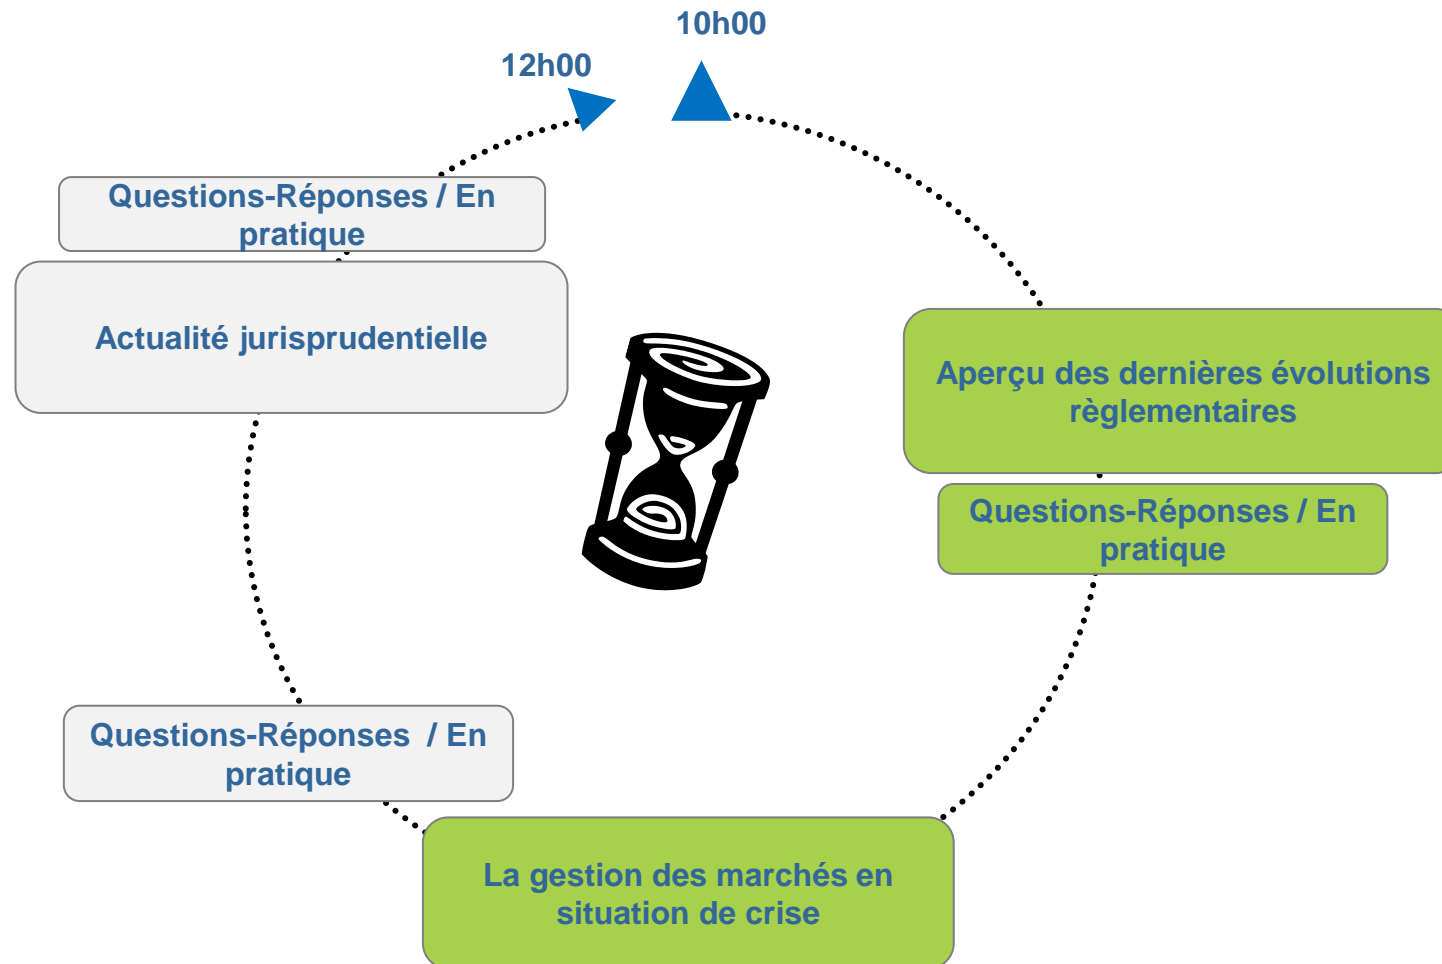 10h00
12h00
Aperçu des dernières évolutions
règlementaires
Questions-Réponses / En
pratique
La gestion des marchés en
situation de crise
Questions-Réponses / En
pratique
Actualité jurisprudentielle
Questions-Réponses / En
pratique